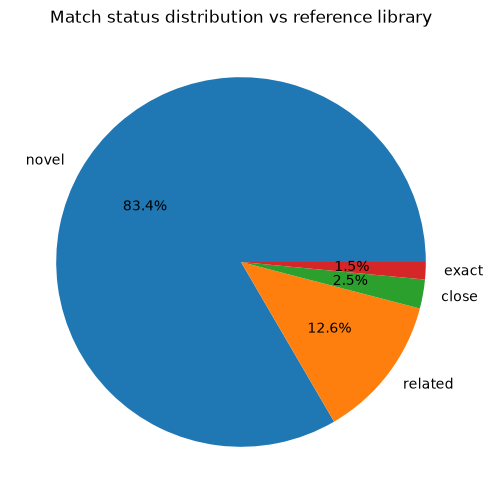 Match status distribution vs reference library
novel
83.4%
1.5%
exact
2.5%
close
12.6%
related